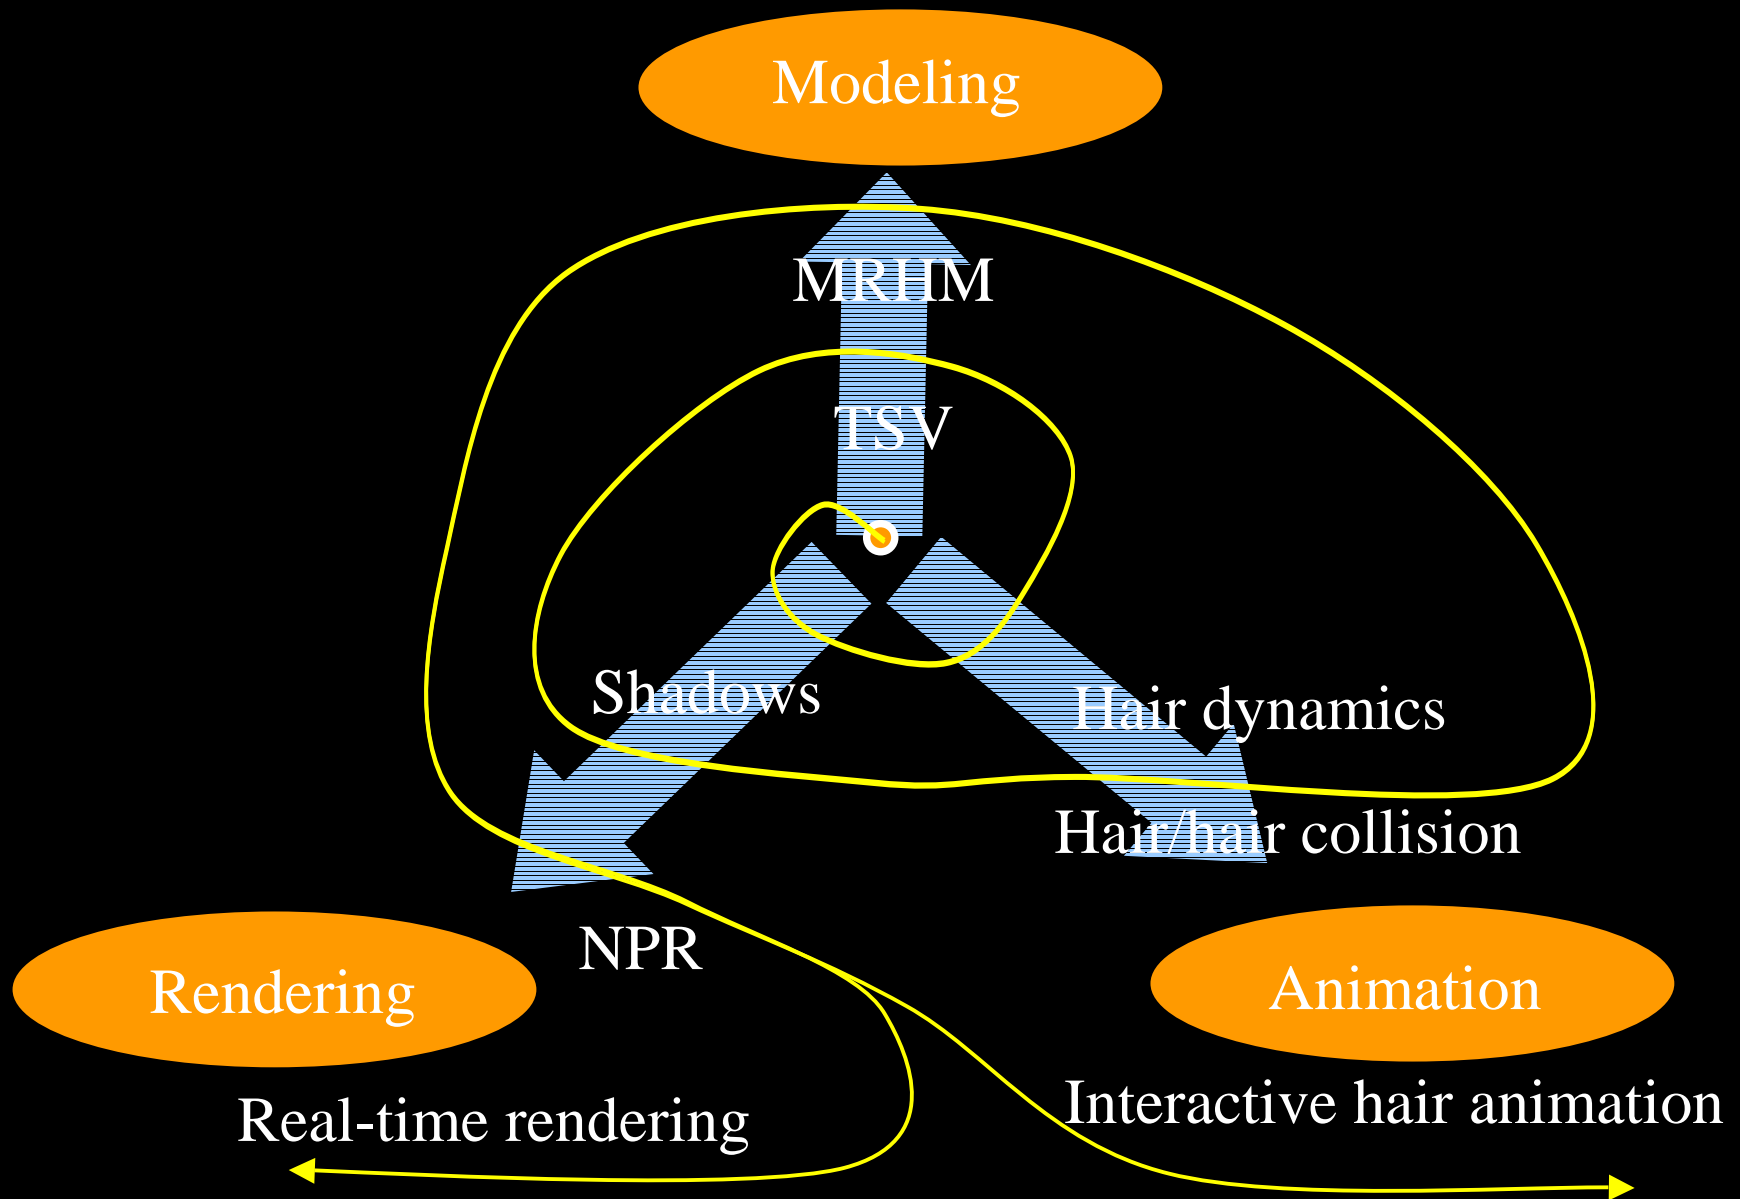 Modeling
MRHM
TSV
Shadows
Hair dynamics
Hair/hair collision
NPR
Rendering
Animation
Real-time rendering
Interactive hair animation